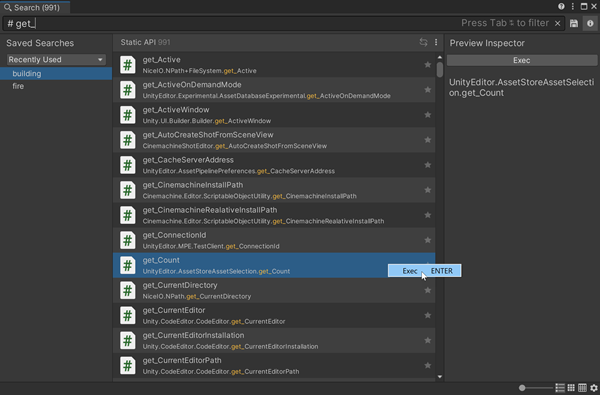 Search (991)
# get_
Press Tab to filter
Saved Searches
Recently Used
building
fire
Static API 991
get_Active
NiceIO.NPath+FileSystem.get_Active
get_ActiveOnDemandMode
UnityEditor.Experimental.AssetDatabaseExperimental.get_ActiveOnDemandMode
get_ActiveWindow
Unity.UI.Builder.Builder.get_ActiveWindow
get_AutoCreateShotFromSceneView
CinemachineShotEditor.get_AutoCreateShotFromSceneView
get_CacheServerAddress
UnityEditor.AssetPipelinePreferences.get_CacheServerAddress
get_CinemachineInstallPath
Cinemachine.Editor.ScriptableObjectUtility.get_CinemachineInstallPath
get_CinemachineRealativeInstallPath
Cinemachine.Editor.ScriptableObjectUtility.get_CinemachineRealativeInstallPath
get_ConnectionId
UnityEditor.MPE.TestClient.get_ConnectionId
get_Count
UnityEditor.AssetStoreAssetSelection.get_Count
get_CurrentDirectory
NiceIO.NPath.get_CurrentDirectory
get_CurrentEditor
Unity.CodeEditor.CodeEditor.get_CurrentEditor
get_CurrentEditorInstallation
Unity.CodeEditor.CodeEditor.get_CurrentEditorInstallation
get_CurrentEditorPath
Unity.CodeEditor.CodeEditor.get_CurrentEditorPath
Exec ENTER
Preview Inspector
Exec
UnityEditor.AssetStoreAssetSelecti
on.get_Count